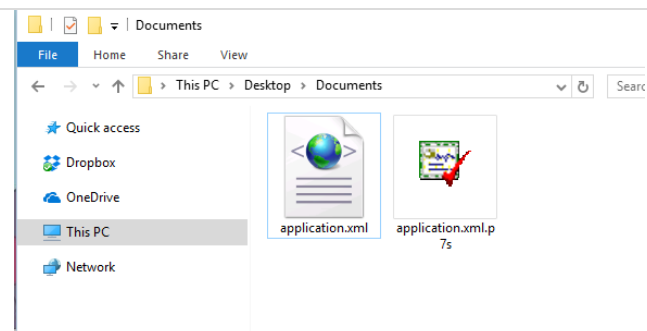 Documents
File Home Share View
This PC > Desktop > Documents
Searc
Quick access
Dropbox
OneDrive
This PC
Network
application.xml
application.xml.p
7s